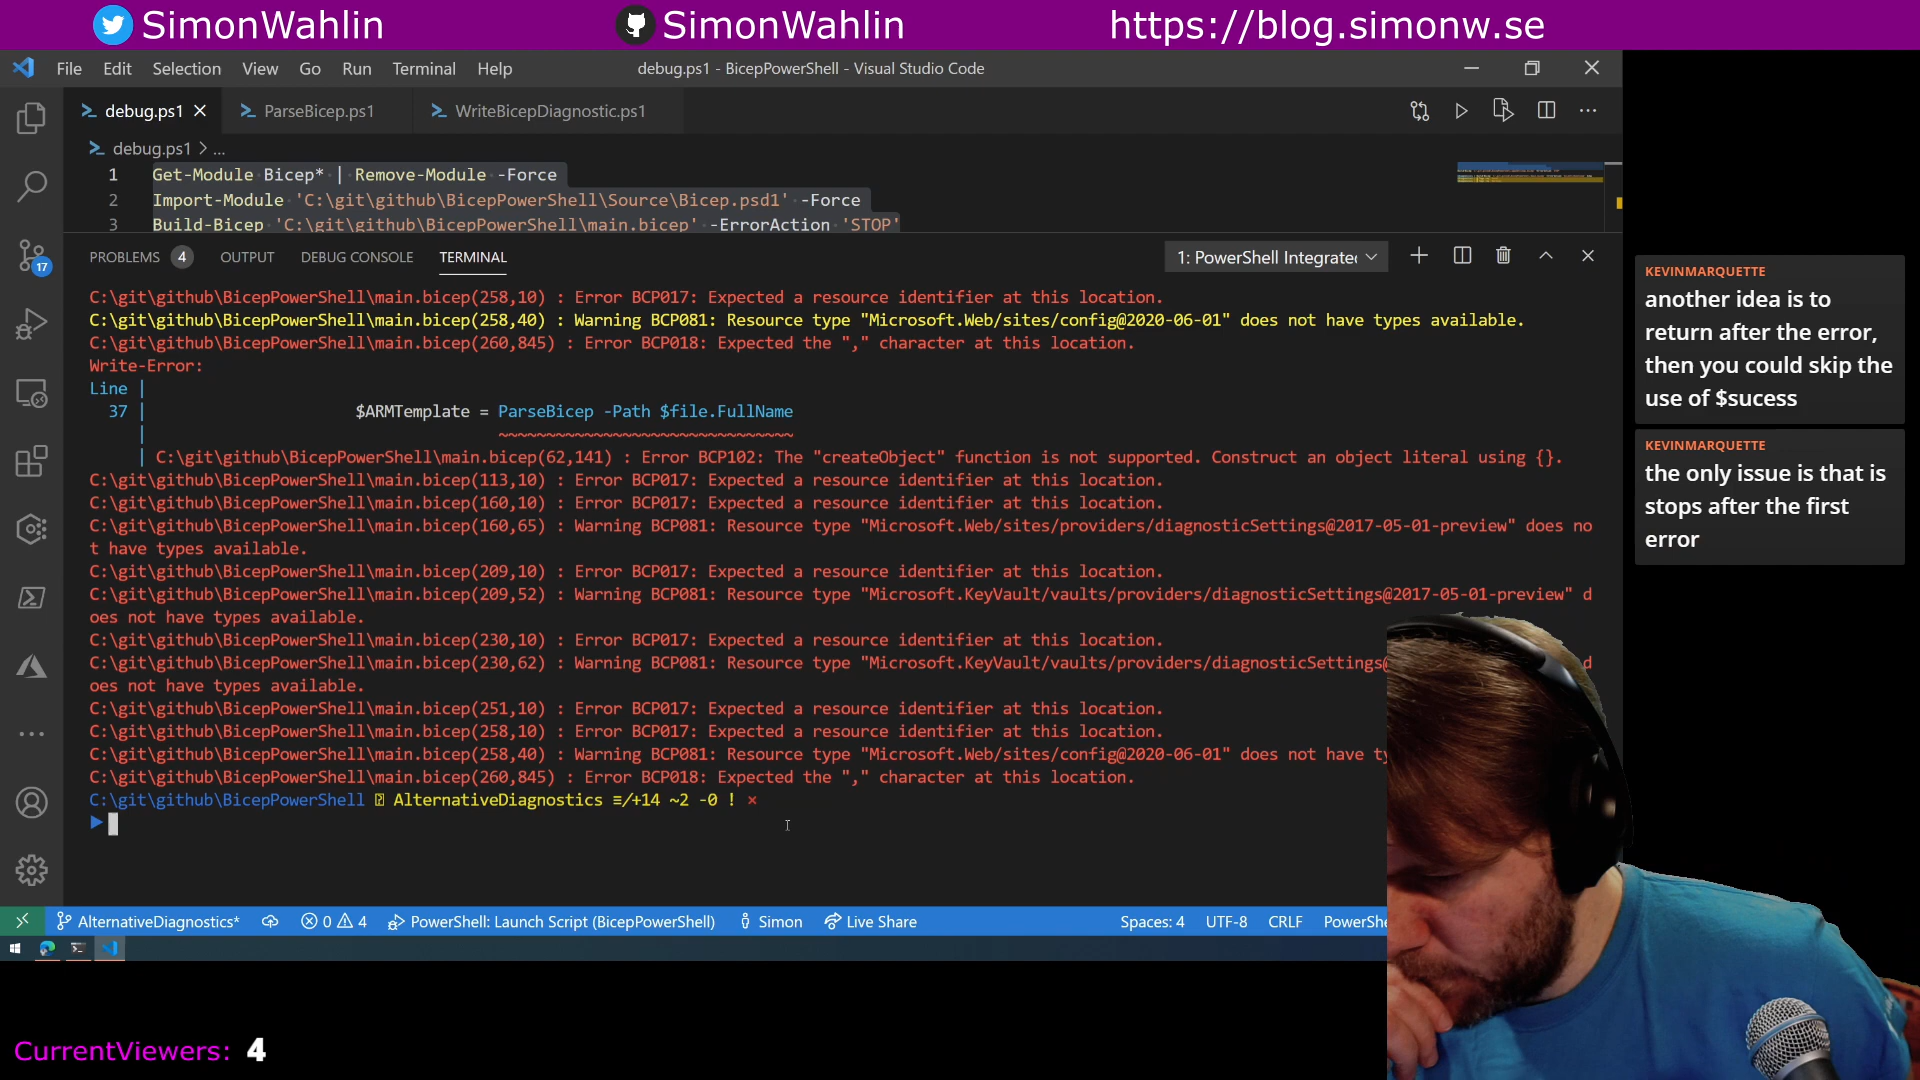 SimonWahlin SimonWahlin https://blog.simonw.se
File Edit Selection View Go Run Terminal Help debug.ps1 - BicepPowerShell - Visual Studio Code
debug.ps1 ParseBicep.ps1 WriteBicepDiagnostic.ps1
debug.ps1 > ...
1 Get-Module Bicep* | Remove-Module -Force
2 Import-Module 'C:\git\github\BicepPowerShell\Source\Bicep.psd1' -Force
3 Build-Bicep 'C:\git\github\BicepPowerShell\main.bicep' -ErrorAction 'STOP'
17
PROBLEMS 4 OUTPUT DEBUG CONSOLE TERMINAL 1: PowerShell Integrate
C:\git\github\BicepPowerShell\main.bicep(258,10) : Error BCP017: Expected a resource identifier at this location.
C:\git\github\BicepPowerShell\main.bicep(258,40) : Warning BCP081: Resource type "Microsoft.Web/sites/config@2020-06-01" does not have types available.
C:\git\github\BicepPowerShell\main.bicep(260,845) : Error BCP018: Expected the "," character at this location.
Write-Error:
Line |
37 | $ARMTemplate = ParseBicep -Path $file.FullName
| ~~~~~~~~~~~~~~~~~~~~~~~~~~~~~~~
| C:\git\github\BicepPowerShell\main.bicep(62,141) : Error BCP102: The "createObject" function is not supported. Construct an object literal using {}.
C:\git\github\BicepPowerShell\main.bicep(113,10) : Error BCP017: Expected a resource identifier at this location.
C:\git\github\BicepPowerShell\main.bicep(160,10) : Error BCP017: Expected a resource identifier at this location.
C:\git\github\BicepPowerShell\main.bicep(160,65) : Warning BCP081: Resource type "Microsoft.Web/sites/providers/diagnosticSettings@2017-05-01-preview" does no
t have types available.
C:\git\github\BicepPowerShell\main.bicep(209,10) : Error BCP017: Expected a resource identifier at this location.
C:\git\github\BicepPowerShell\main.bicep(209,52) : Warning BCP081: Resource type "Microsoft.KeyVault/vaults/providers/diagnosticSettings@2017-05-01-preview" d
oes not have types available.
C:\git\github\BicepPowerShell\main.bicep(230,10) : Error BCP017: Expected a resource identifier at this location.
C:\git\github\BicepPowerShell\main.bicep(230,62) : Warning BCP081: Resource type "Microsoft.KeyVault/vaults/providers/diagnosticSettings d
oes not have types available.
C:\git\github\BicepPowerShell\main.bicep(251,10) : Error BCP017: Expected a resource identifier at this location.
C:\git\github\BicepPowerShell\main.bicep(258,10) : Error BCP017: Expected a resource identifier at this location.
C:\git\github\BicepPowerShell\main.bicep(258,40) : Warning BCP081: Resource type "Microsoft.Web/sites/config@2020-06-01" does not have ty
C:\git\github\BicepPowerShell\main.bicep(260,845) : Error BCP018: Expected the "," character at this location.
C:\git\github\BicepPowerShell AlternativeDiagnostics ≡/+14 ~2 -0 ! ×
AlternativeDiagnostics* 0 4 PowerShell: Launch Script (BicepPowerShell) Simon Live Share Spaces: 4 UTF-8 CRLF PowerShe
KEVINMARQUETTE
another idea is to
return after the error,
then you could skip the
use of $sucess
KEVINMARQUETTE
the only issue is that is
stops after the first
error
CurrentViewers: 4